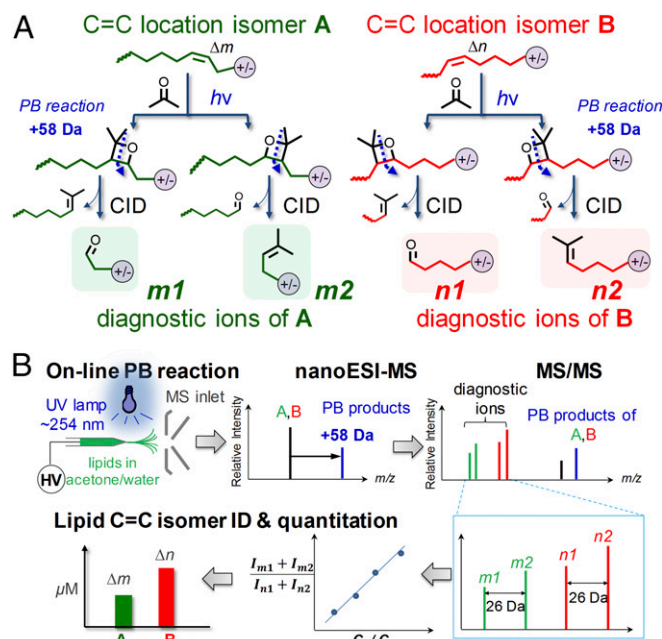 A
C=C location isomer A
C=C location isomer B
Δm
+/-
Δn
+/-
O
hν
O
hν
PB reaction
+58 Da
PB reaction
+58 Da
O
+/-
O
+/-
O
+/-
O
+/-
CID
O
CID
CID
O
CID
O
+/-
m1
+/-
m2
O
+/-
n1
+/-
n2
diagnostic ions of A
diagnostic ions of B
B
On-line PB reaction
nanoESI-MS
MS/MS
UV lamp
~254 nm
MS inlet
HV
lipids in
acetone/water
Relative Intensity
A,B
PB products
+58 Da
m/z
Relative Intensity
diagnostic
ions
PB products of
A,B
m/z
Lipid C=C isomer ID & quantitation
μM
Δm
Δn
A
B
I m1 + I m2
I n1 + I n2
m1
m2
n1
n2
26 Da
26 Da